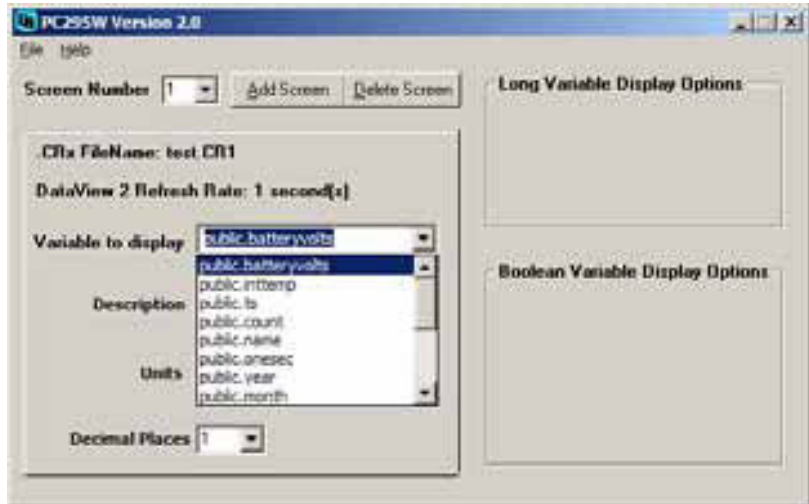 PC295W Version 2.0
File Help
Screen Number 1 Add Screen Delete Screen
.CRx FileName: test.CR1
DataView 2 Refresh Rate: 1 second(s)
Variable to display public.batteryvolts
public.batteryvolts
public.inttemp
public.ts
public.count
public.name
public.onesec
public.year
public.month
Description
Units
Decimal Places 1
Long Variable Display Options
Boolean Variable Display Options